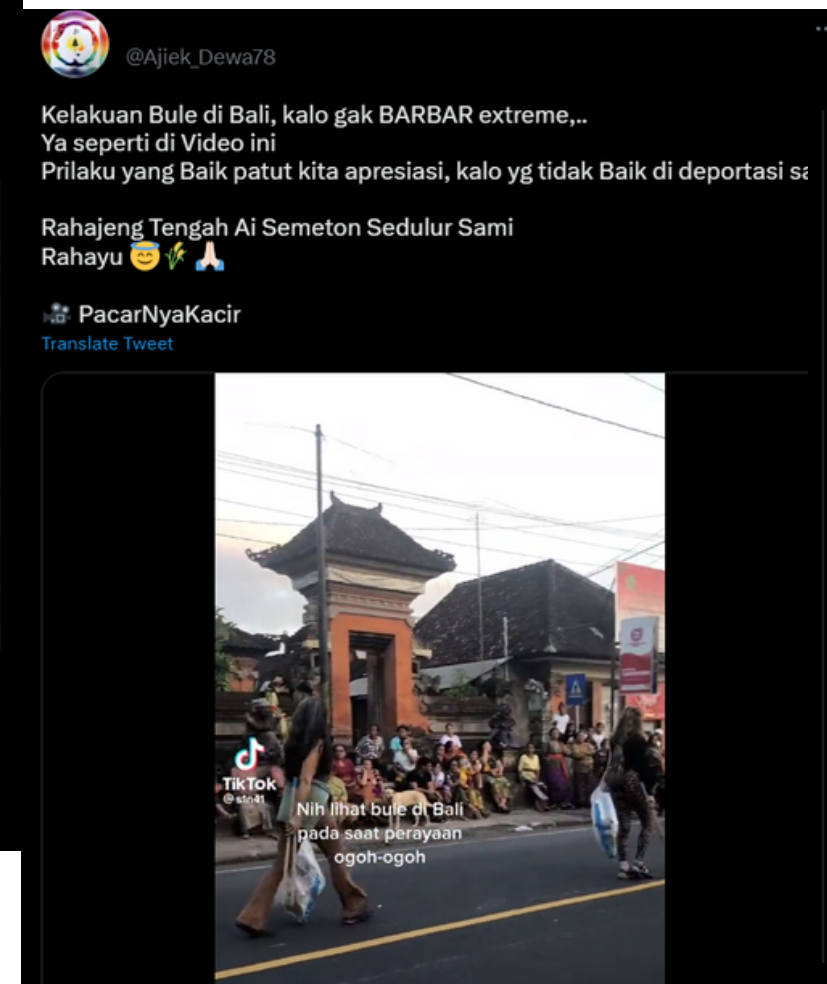 @Ajiek_Dewa78
Kelakuan Bule di Bali, kalo gak BARBAR extreme,..
Ya seperti di Video ini
Prilaku yang Baik patut kita apresiasi, kalo yg tidak Baik di deportasi sa
Rahajeng Tengah Ai Semeton Sedulur Sami
Rahayu 😇🌾🙏🏻
🎥 PacarNyaKacir
Translate Tweet
TikTok
Nih lihat bule di Bali
pada saat perayaan
ogoh-ogoh